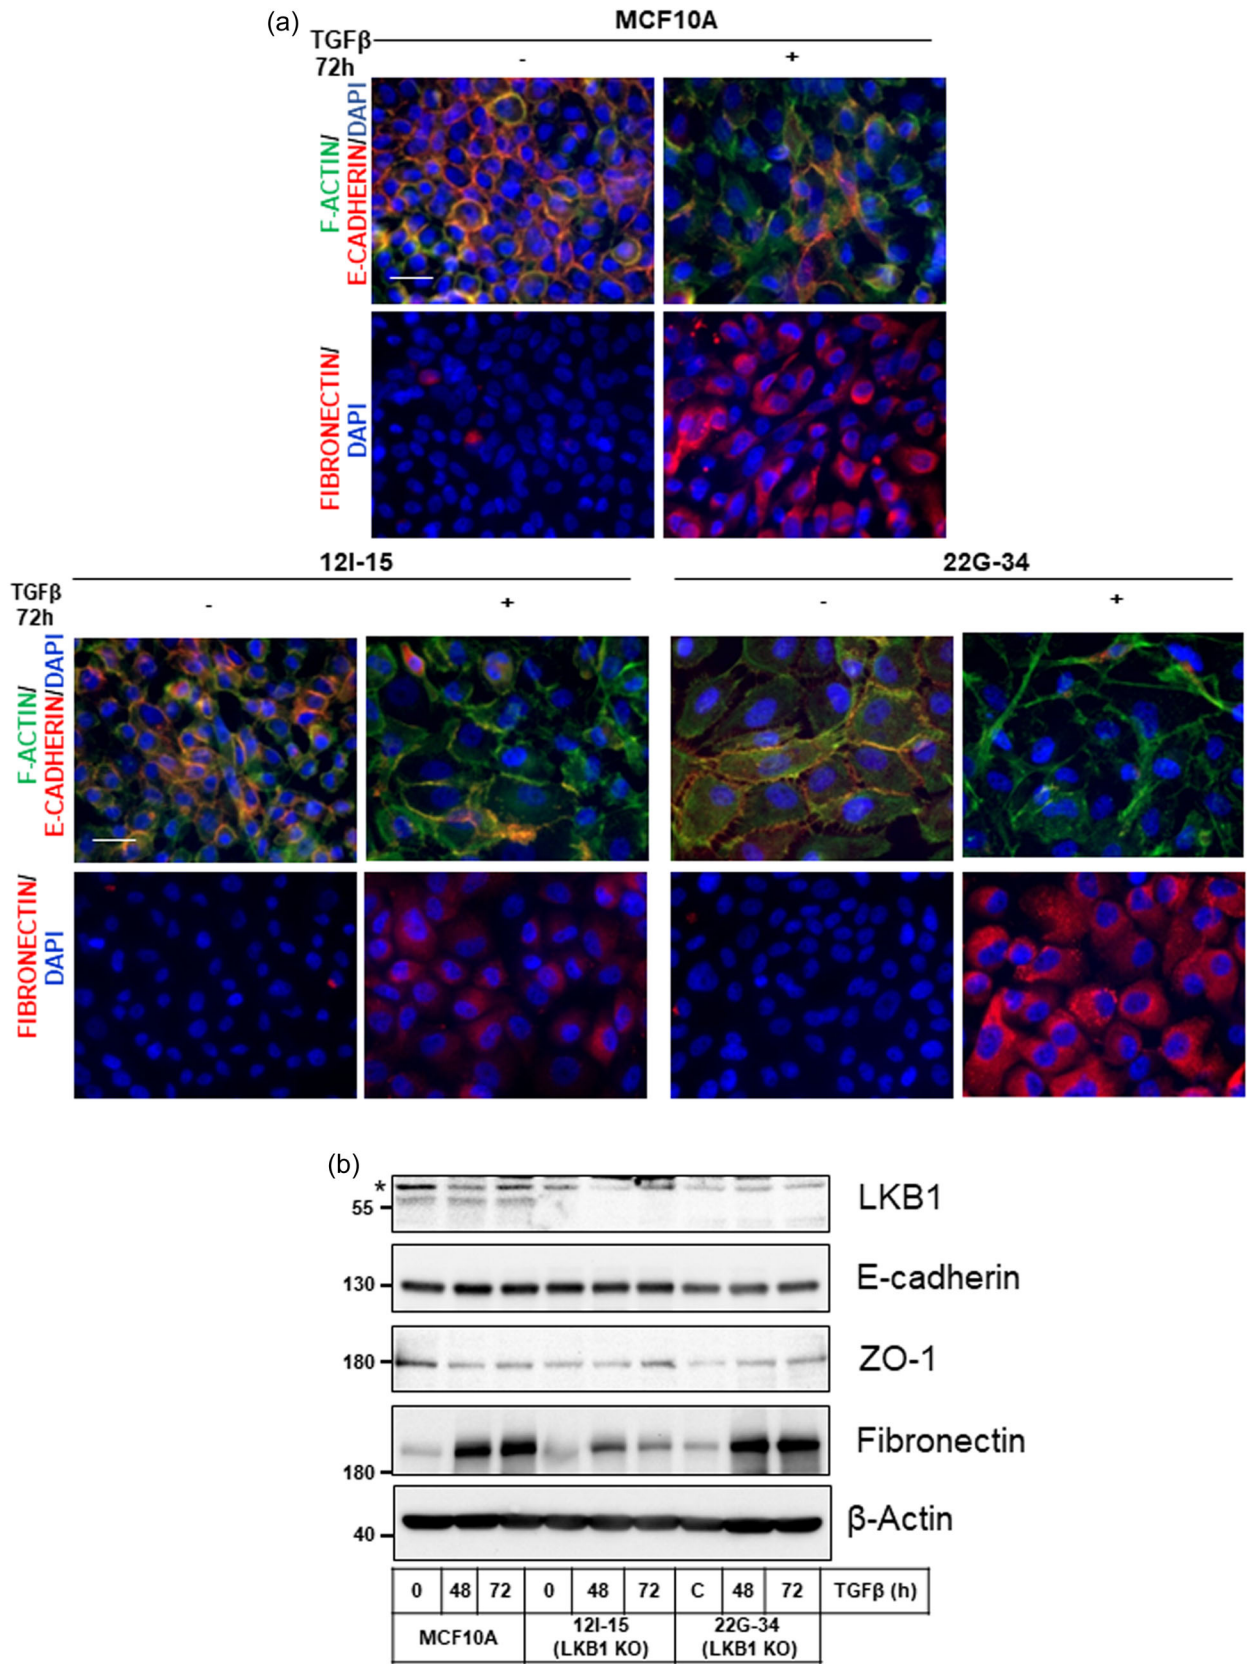 (a)
MCF10A
TGFβ
72h
- +
F-ACTIN/
E-CADHERIN/DAPI
FIBRONECTIN/
DAPI
12I-15 22G-34
TGFβ
72h
- + - +
F-ACTIN/
E-CADHERIN/DAPI
FIBRONECTIN/
DAPI
(b)
*
55
LKB1
130
E-cadherin
180
ZO-1
Fibronectin
180
β-Actin
40
0 48 72 0 48 72 C 48 72 TGFβ (h)
MCF10A 12I-15 22G-34
(LKB1 KO) (LKB1 KO)